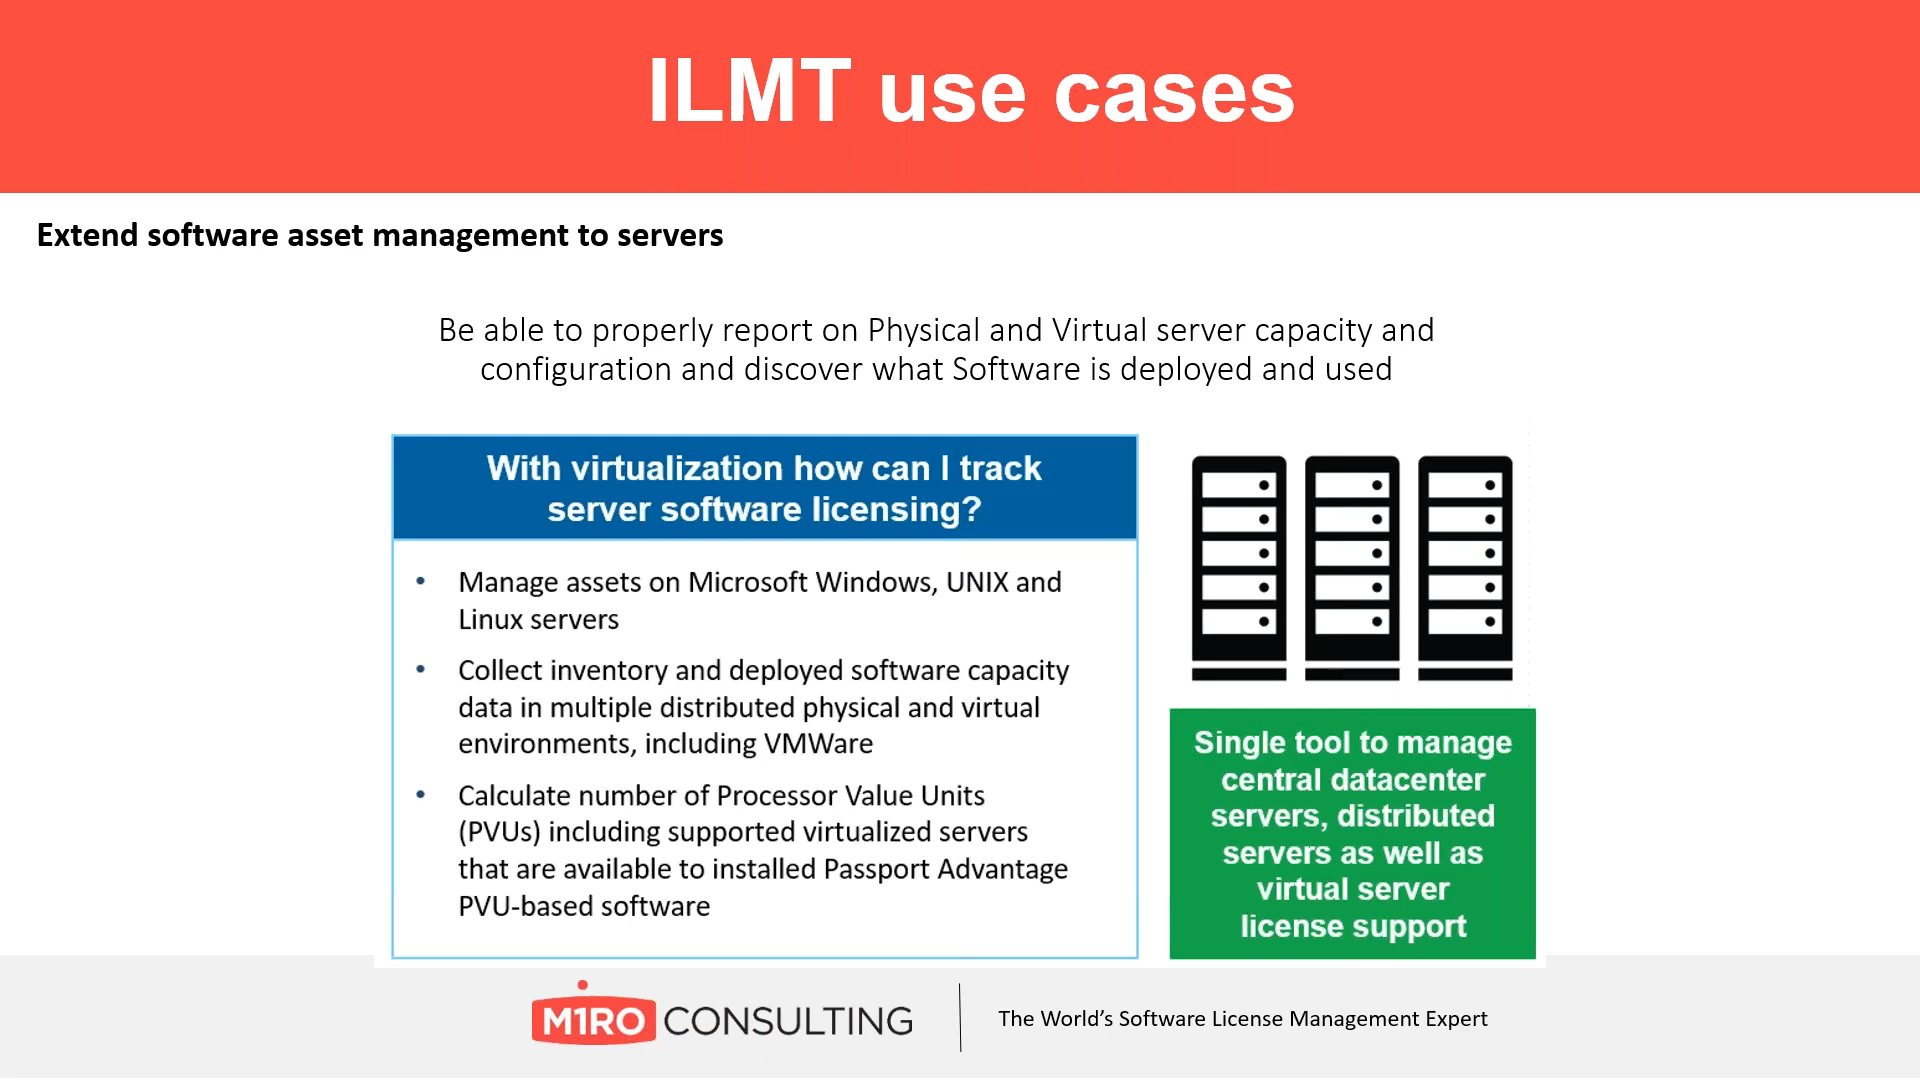 ILMT use cases
Extend software asset management to servers
Be able to properly report on Physical and Virtual server capacity and
configuration and discover what Software is deployed and used
With virtualization how can I track
server software licensing?
• Manage assets on Microsoft Windows, UNIX and
Linux servers
• Collect inventory and deployed software capacity
data in multiple distributed physical and virtual
environments, including VMWare
• Calculate number of Processor Value Units
(PVUs) including supported virtualized servers
that are available to installed Passport Advantage
PVU-based software
Single tool to manage
central datacenter
servers, distributed
servers as well as
virtual server
license support
M1RO CONSULTING
The World's Software License Management Expert